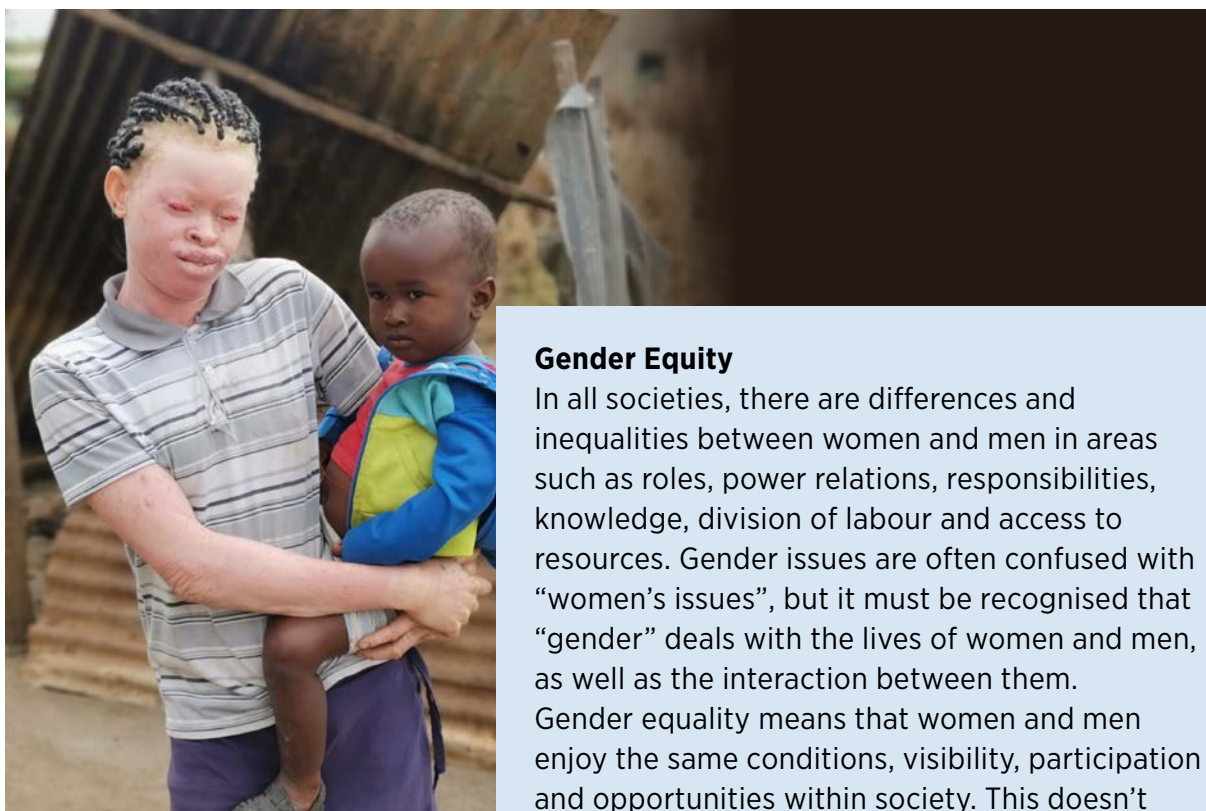 Gender Equity
In all societies, there are differences and
inequalities between women and men in areas
such as roles, power relations, responsibilities,
knowledge, division of labour and access to
resources. Gender issues are often confused with
“women’s issues”, but it must be recognised that
“gender” deals with the lives of women and men,
as well as the interaction between them.
Gender equality means that women and men
enjoy the same conditions, visibility, participation
and opportunities within society. This doesn’t